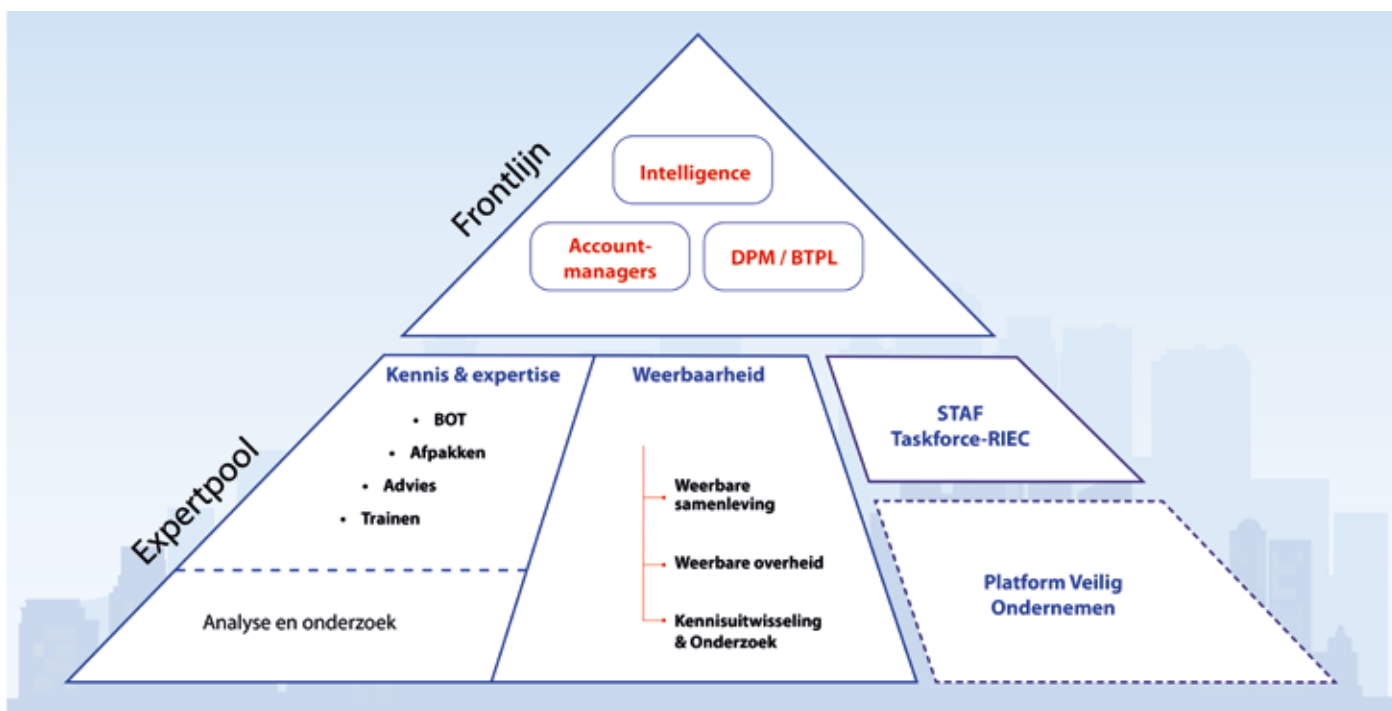 Frontlijn
Intelligence
Account-
managers
DPM / BTPL
Expertpool
Kennis & expertise
• BOT
• Afpakken
• Advies
• Trainen
Analyse en onderzoek
Weerbaarheid
Weerbare
samenleving
Weerbare overheid
Kennisuitwisseling
& Onderzoek
STAF
Taskforce-RIEC
Platform Veilig
Ondernemen